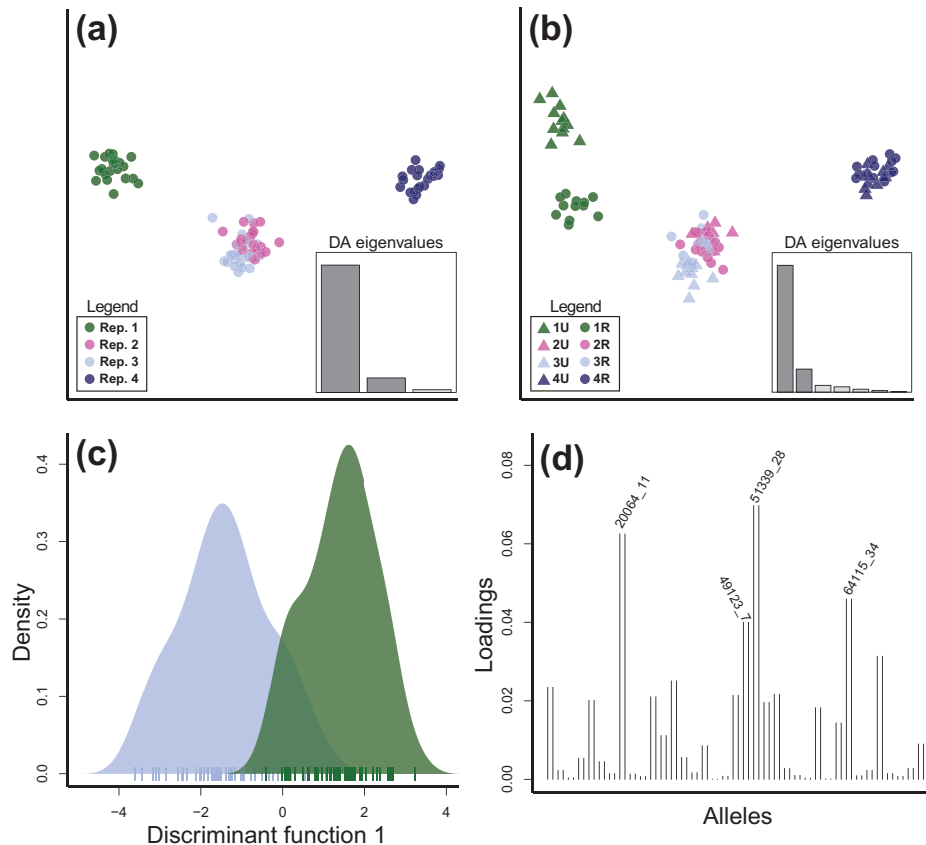 (a)
DA eigenvalues
Legend
Rep. 1
Rep. 2
Rep. 3
Rep. 4
(b)
DA eigenvalues
Legend
1U 1R
2U 2R
3U 3R
4U 4R
(c)
0.4
0.3
0.2
0.1
0.0
Density
−4 −2 0 2 4
Discriminant function 1
(d)
0.08
0.06
0.04
0.02
0.00
Loadings
20064_11
49123_7
51339_28
64115_34
Alleles